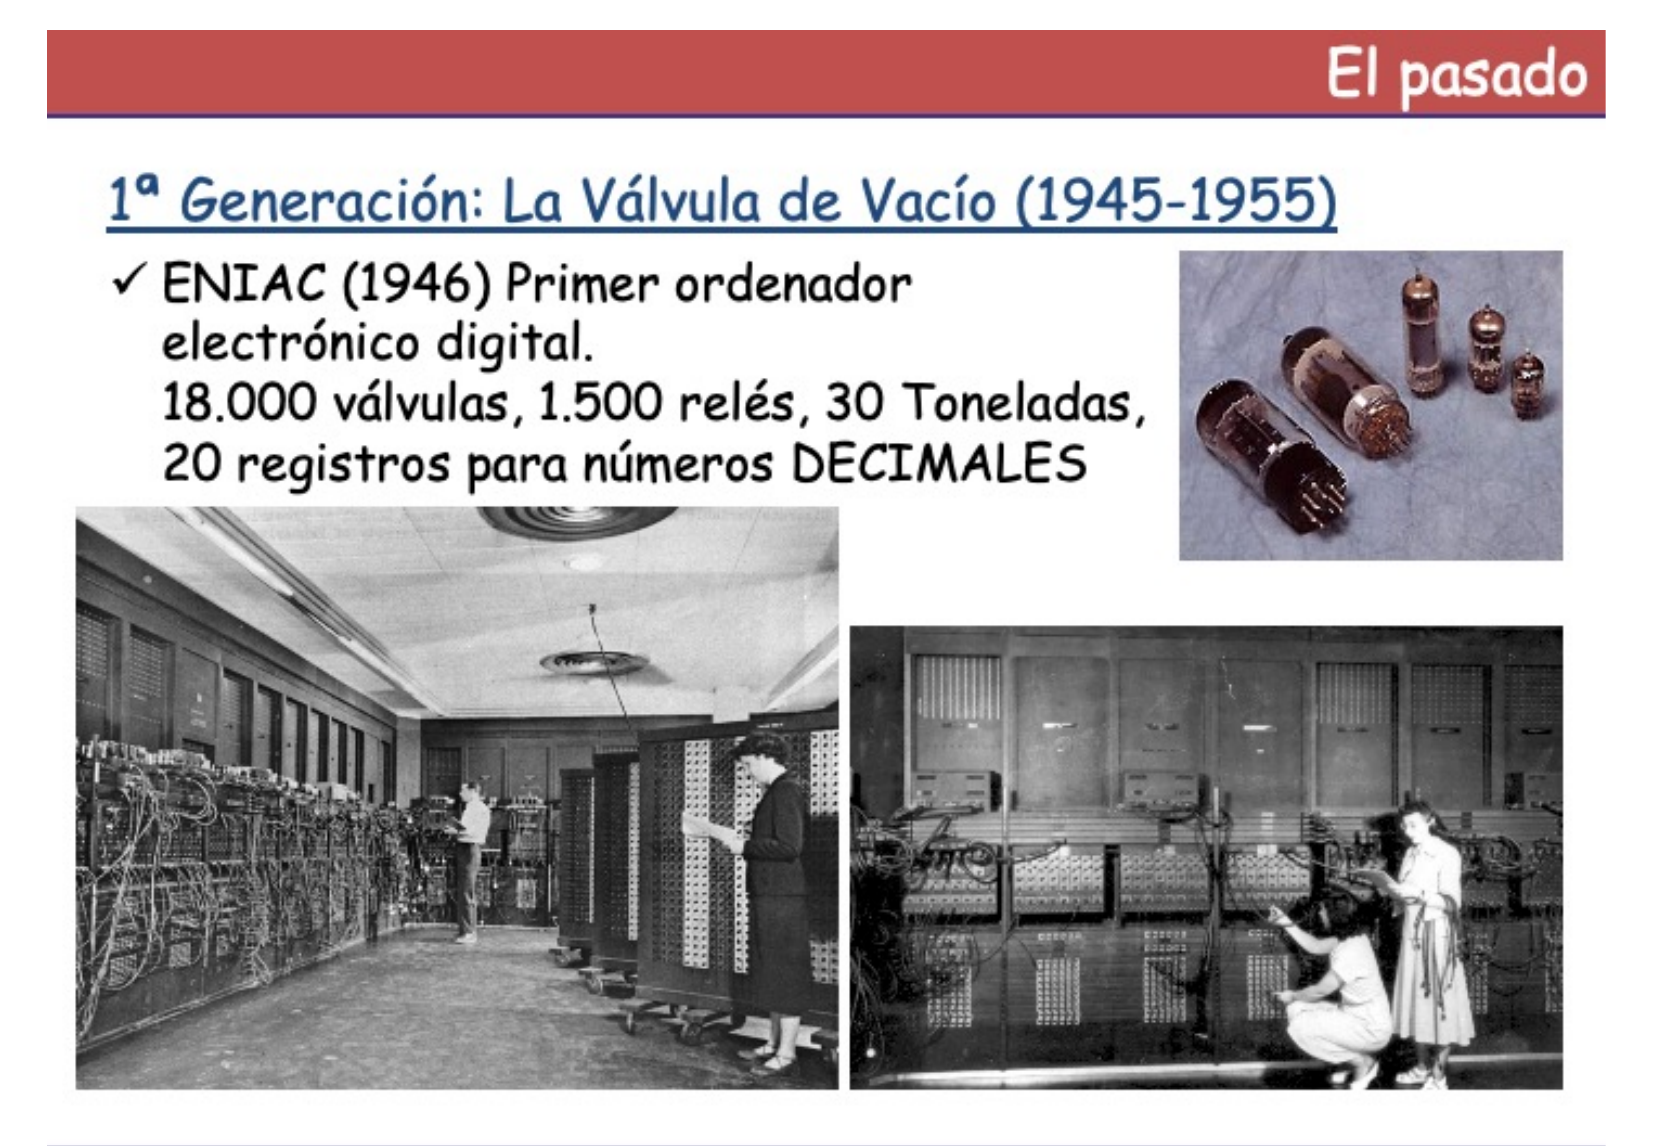 El pasado
1ª Generación: La Válvula de Vacío (1945-1955)
✓ ENIAC (1946) Primer ordenador
electrónico digital.
18.000 válvulas, 1.500 relés, 30 Toneladas,
20 registros para números DECIMALES